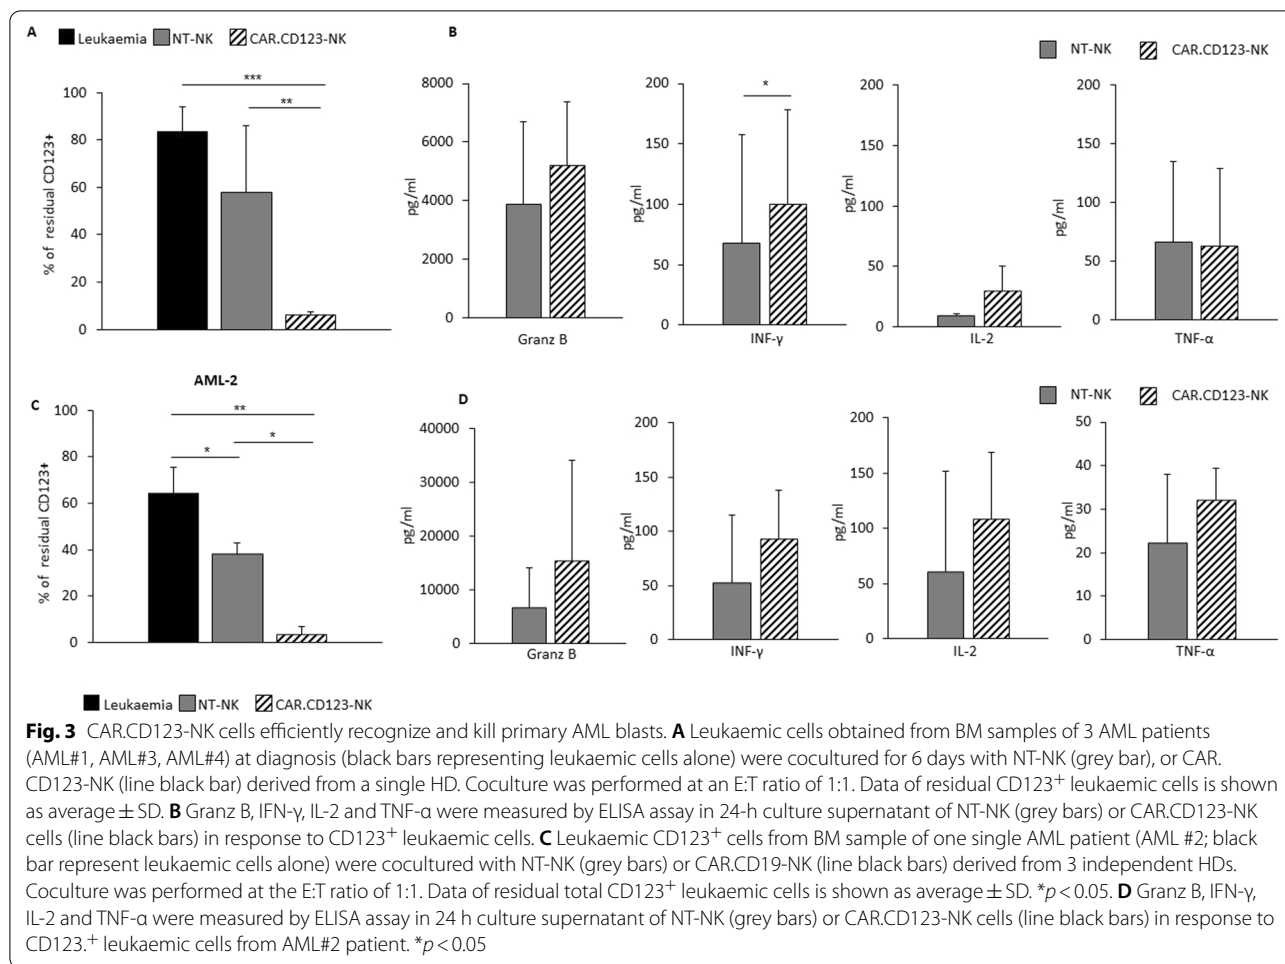 A
Leukaemia NT-NK CAR.CD123-NK
***
**
100
80
60
40
20
0
% of residual CD123+
B
NT-NK CAR.CD123-NK
8000
6000
4000
2000
0
pg/ml
Granz B
*
200
150
100
50
0
pg/ml
INF-γ
200
150
100
50
0
pg/ml
IL-2
200
150
100
50
0
pg/ml
TNF-α
AML-2
C
**
*
*
100
80
60
40
20
0
% of residual CD123+
Leukaemia NT-NK CAR.CD123-NK
D
NT-NK CAR.CD123-NK
40000
30000
20000
10000
0
pg/ml
Granz B
200
150
100
50
0
pg/ml
INF-γ
200
150
100
50
0
pg/ml
IL-2
50
40
30
20
10
0
pg/ml
TNF-α
Fig. 3 CAR.CD123-NK cells efficiently recognize and kill primary AML blasts. A Leukaemic cells obtained from BM samples of 3 AML patients
(AML#1, AML#3, AML#4) at diagnosis (black bars representing leukaemic cells alone) were cocultured for 6 days with NT-NK (grey bar), or CAR.
CD123-NK (line black bar) derived from a single HD. Coculture was performed at an E:T ratio of 1:1. Data of residual CD123+ leukaemic cells is shown
as average ± SD. B Granz B, IFN-γ, IL-2 and TNF-α were measured by ELISA assay in 24-h culture supernatant of NT-NK (grey bars) or CAR.CD123-NK
cells (line black bars) in response to CD123+ leukaemic cells. C Leukaemic CD123+ cells from BM sample of one single AML patient (AML #2; black
bar represent leukaemic cells alone) were cocultured with NT-NK (grey bars) or CAR.CD19-NK (line black bars) derived from 3 independent HDs.
Coculture was performed at the E:T ratio of 1:1. Data of residual total CD123+ leukaemic cells is shown as average ± SD. *p < 0.05. D Granz B, IFN-γ,
IL-2 and TNF-α were measured by ELISA assay in 24 h culture supernatant of NT-NK (grey bars) or CAR.CD123-NK cells (line black bars) in response to
CD123.+ leukaemic cells from AML#2 patient. *p < 0.05